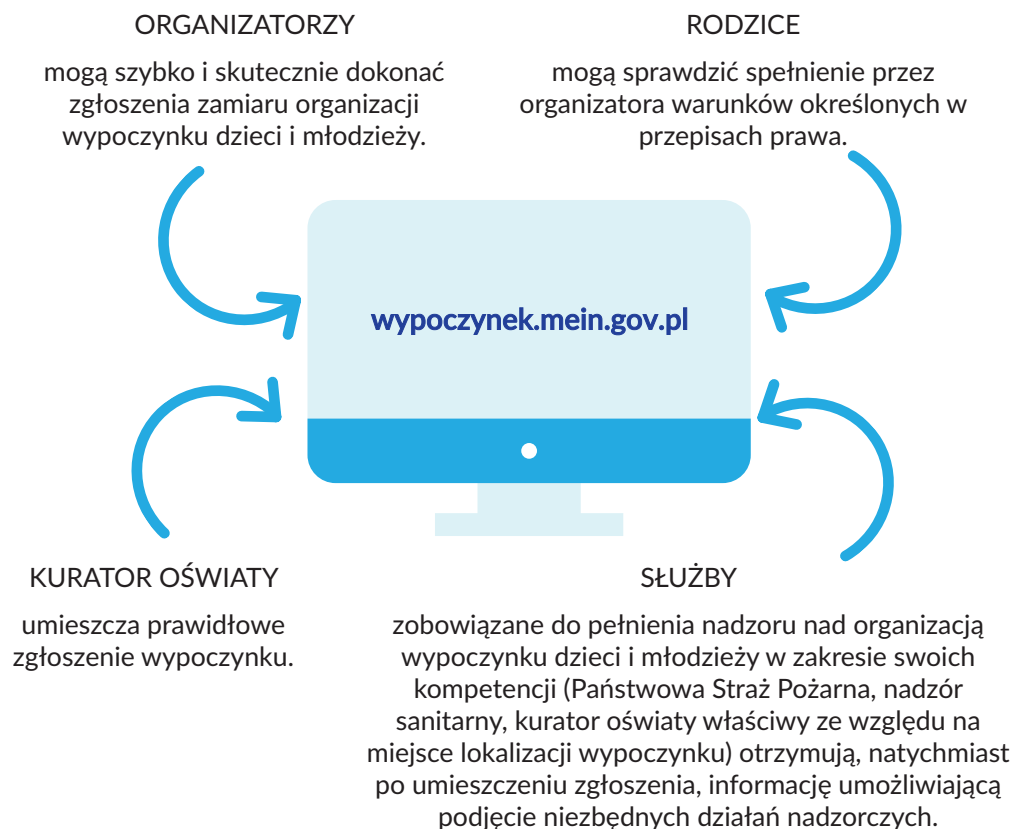 ORGANIZATORZY
mogą szybko i skutecznie dokonać
zgłoszenia zamiaru organizacji
wypoczynku dzieci i młodzieży.
RODZICE
mogą sprawdzić spełnienie przez
organizatora warunków określonych w
przepisach prawa.
wypoczynek.mein.gov.pl
KURATOR OŚWIATY
umieszcza prawidłowe
zgłoszenie wypoczynku.
SŁUŻBY
zobowiązane do pełnienia nadzoru nad organizacją
wypoczynku dzieci i młodzieży w zakresie swoich
kompetencji (Państwowa Straż Pożarna, nadzór
sanitarny, kurator oświaty właściwy ze względu na
miejsce lokalizacji wypoczynku) otrzymują, natychmiast
po umieszczeniu zgłoszenia, informację umożliwiającą
podjęcie niezbędnych działań nadzorczych.